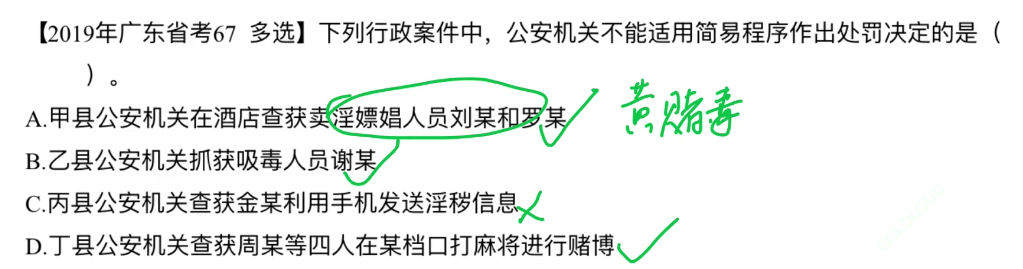 【2019年广东省考67 多选】下列行政案件中，公安机关不能适用简易程序作出处罚决定的是（
）。
A.甲县公安机关在酒店查获卖淫嫖娼人员刘某和罗某
黄赌毒
B.乙县公安机关抓获吸毒人员谢某
C.丙县公安机关查获金某利用手机发送淫秽信息
D.丁县公安机关查获周某等四人在某档口打麻将进行赌博